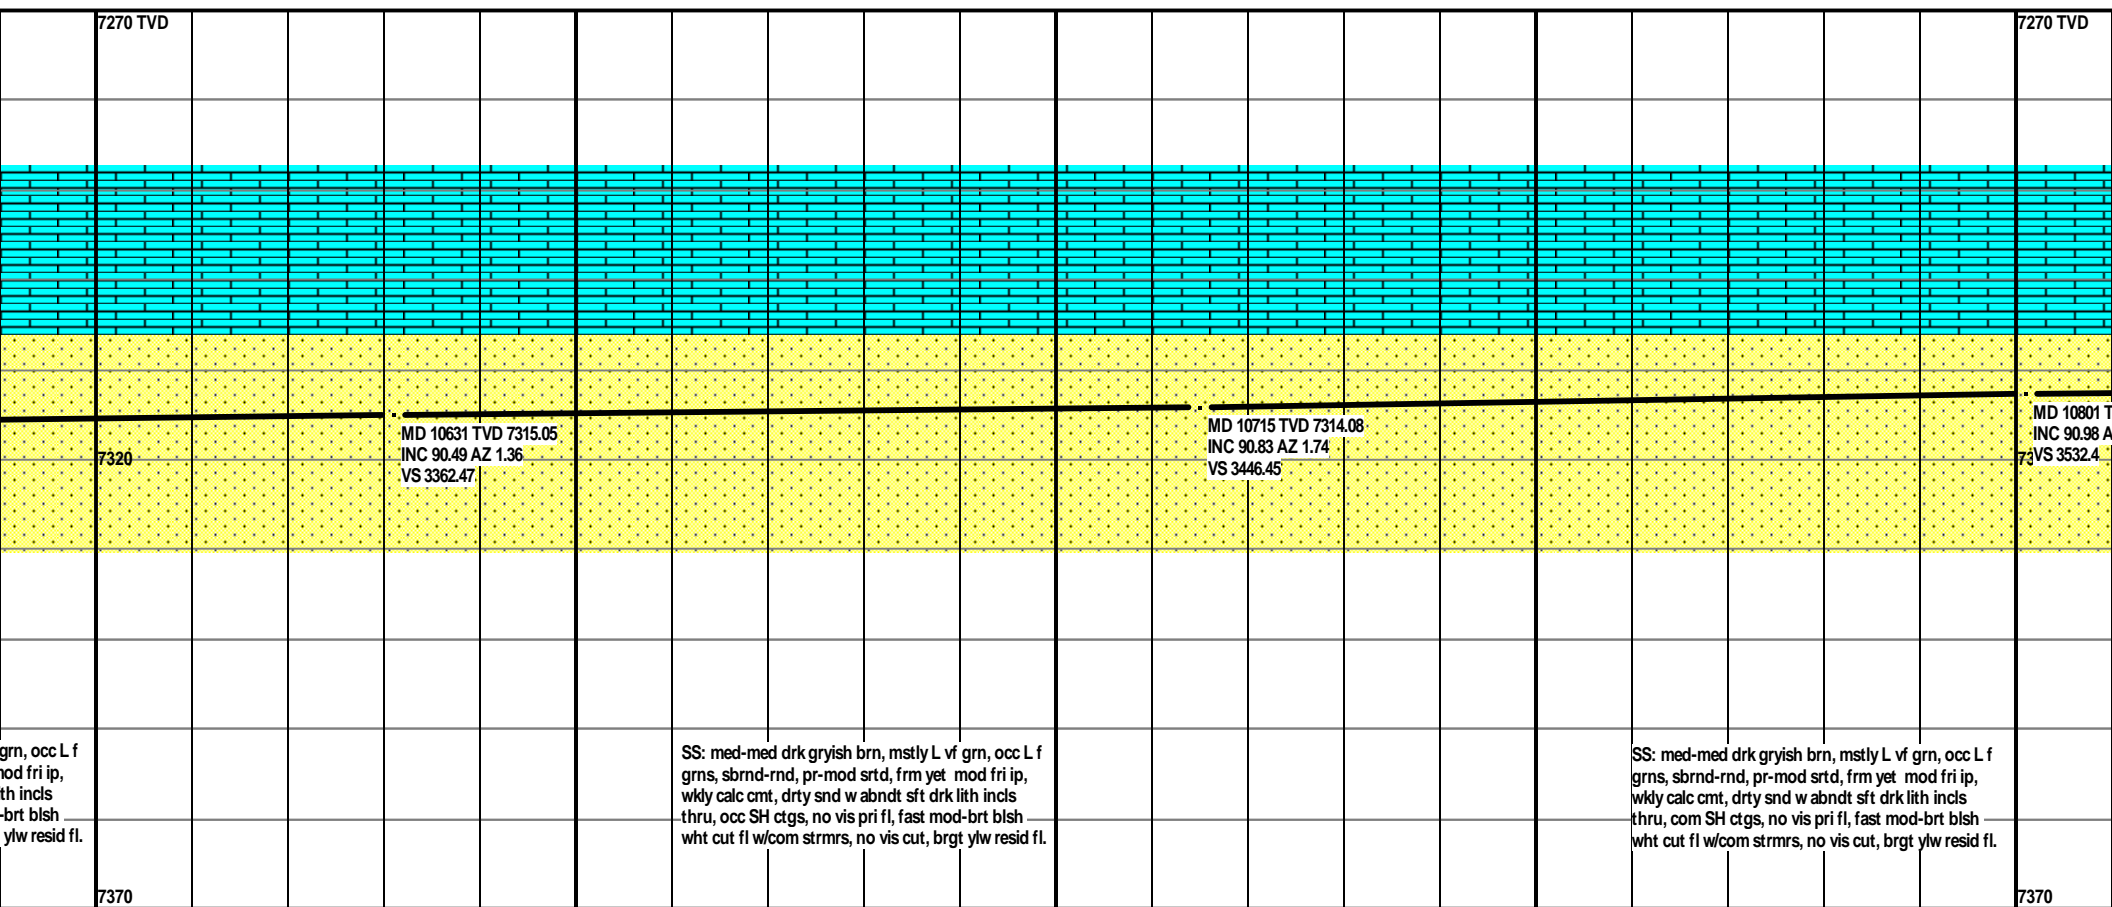 7270 TVD
7270 TVD
MD 10631 TVD 7315.05
INC 90.49 AZ 1.36
VS 3362.47
MD 10715 TVD 7314.08
INC 90.83 AZ 1.74
VS 3446.45
MD 10801 T
INC 90.98 A
VS 3532.4
7320
73
grn, occ L f
mod fri ip,
th incls
-brt blsh
ylw resid fl.
SS: med-med drk gryish brn, mstly L vf grn, occ L f
grns, sbrnd-rnd, pr-mod srtd, frm yet mod fri ip,
wkly calc cmt, drty snd w abndt sft drk lith incls
thru, occ SH ctgs, no vis pri fl, fast mod-brt blsh
wht cut fl w/com strmrs, no vis cut, brgt ylw resid fl.
SS: med-med drk gryish brn, mstly L vf grn, occ L f
grns, sbrnd-rnd, pr-mod srtd, frm yet mod fri ip,
wkly calc cmt, drty snd w abndt sft drk lith incls
thru, com SH ctgs, no vis pri fl, fast mod-brt blsh
wht cut fl w/com strmrs, no vis cut, brgt ylw resid fl.
7370
7370